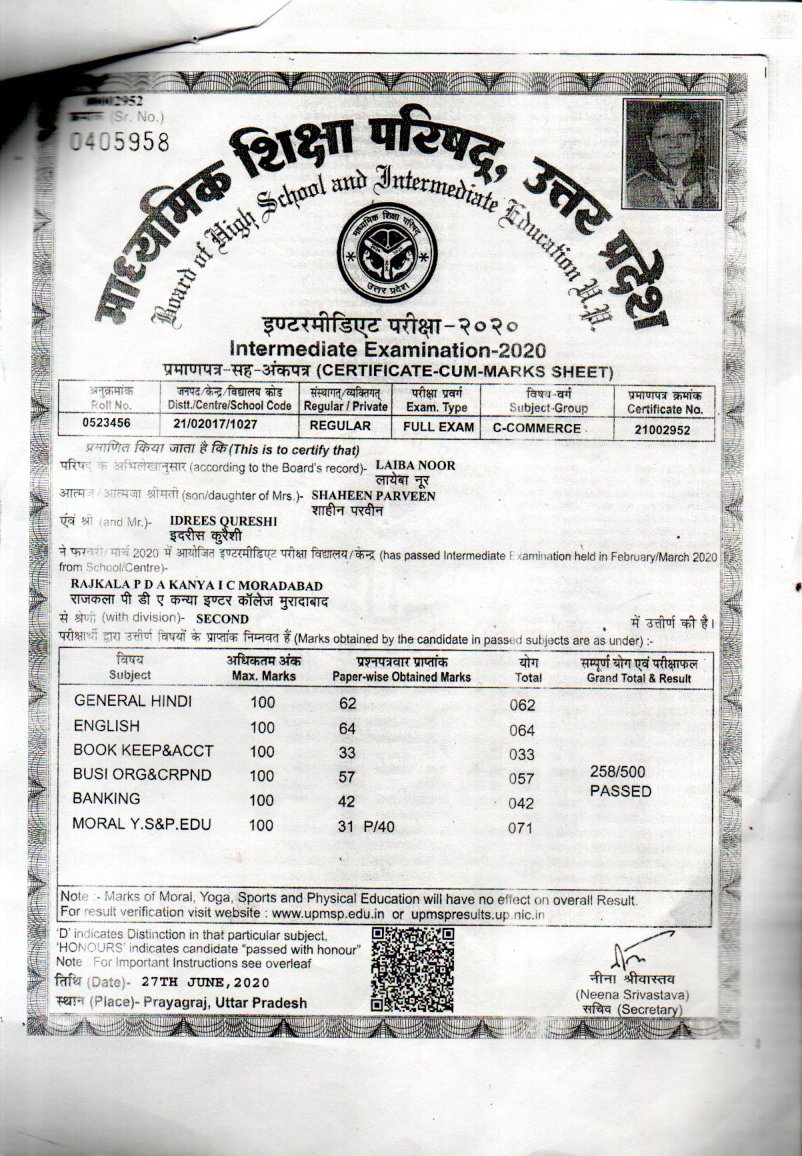 2952
क्रमांक (Sr. No.)
0405958
माध्यमिक शिक्षा परिषद्, उत्तर प्रदेश
Board of High School and Intermediate Education U.P.
माध्यमिक शिक्षा परिषद्
उत्तर प्रदेश
इण्टरमीडिएट परीक्षा-२०२०
Intermediate Examination-2020
प्रमाणपत्र-सह-अंकपत्र (CERTIFICATE-CUM-MARKS SHEET)
अनुक्रमांक जनपद/केन्द्र/विद्यालय कोड संस्थागत/व्यक्तिगत परीक्षा प्रवर्ग विषय-वर्ग प्रमाणपत्र क्रमांक
Roll No. Distt./Centre/School Code Regular / Private Exam. Type Subject-Group Certificate No.
0523456 21/02017/1027 REGULAR FULL EXAM C-COMMERCE 21002952
प्रमाणित किया जाता है कि (This is to certify that)
परिषद के अभिलेखानुसार (according to the Board's record)- LAIBA NOOR
लायेबा नूर
आत्मज/आत्मजा श्रीमती (son/daughter of Mrs.)- SHAHEEN PARVEEN
शाहीन परवीन
एवं श्री (and Mr.)- IDREES QURESHI
इदरीस कुरैशी
ने फरवरी/मार्च 2020 में आयोजित इण्टरमीडिएट परीक्षा विद्यालय/केन्द्र (has passed Intermediate Examination held in February/March 2020
from School/Centre)-
RAJKALA P D A KANYA I C MORADABAD
राजकला पी डी ए कन्या इण्टर कॉलेज मुरादाबाद
से श्रेणी (with division)- SECOND में उत्तीर्ण की है।
परीक्षार्थी द्वारा उत्तीर्ण विषयों के प्राप्तांक निम्नवत हैं (Marks obtained by the candidate in passed subjects are as under) :-
विषय अधिकतम अंक प्रश्नपत्रवार प्राप्तांक योग सम्पूर्ण योग एवं परीक्षाफल
Subject Max. Marks Paper-wise Obtained Marks Total Grand Total & Result
GENERAL HINDI 100 62 062
ENGLISH 100 64 064
BOOK KEEP&ACCT 100 33 033
BUSI ORG&CRPND 100 57 057 258/500
BANKING 100 42 042 PASSED
MORAL Y.S&P.EDU 100 31 P/40 071
Note :- Marks of Moral, Yoga, Sports and Physical Education will have no effect on overall Result.
For result verification visit website : www.upmsp.edu.in or upmspresults.up.nic.in
'D' indicates Distinction in that particular subject,
'HONOURS' indicates candidate "passed with honour"
Note : For Important Instructions see overleaf
तिथि (Date)- 27TH JUNE,2020
स्थान (Place)- Prayagraj, Uttar Pradesh
नीना श्रीवास्तव
(Neena Srivastava)
सचिव (Secretary)